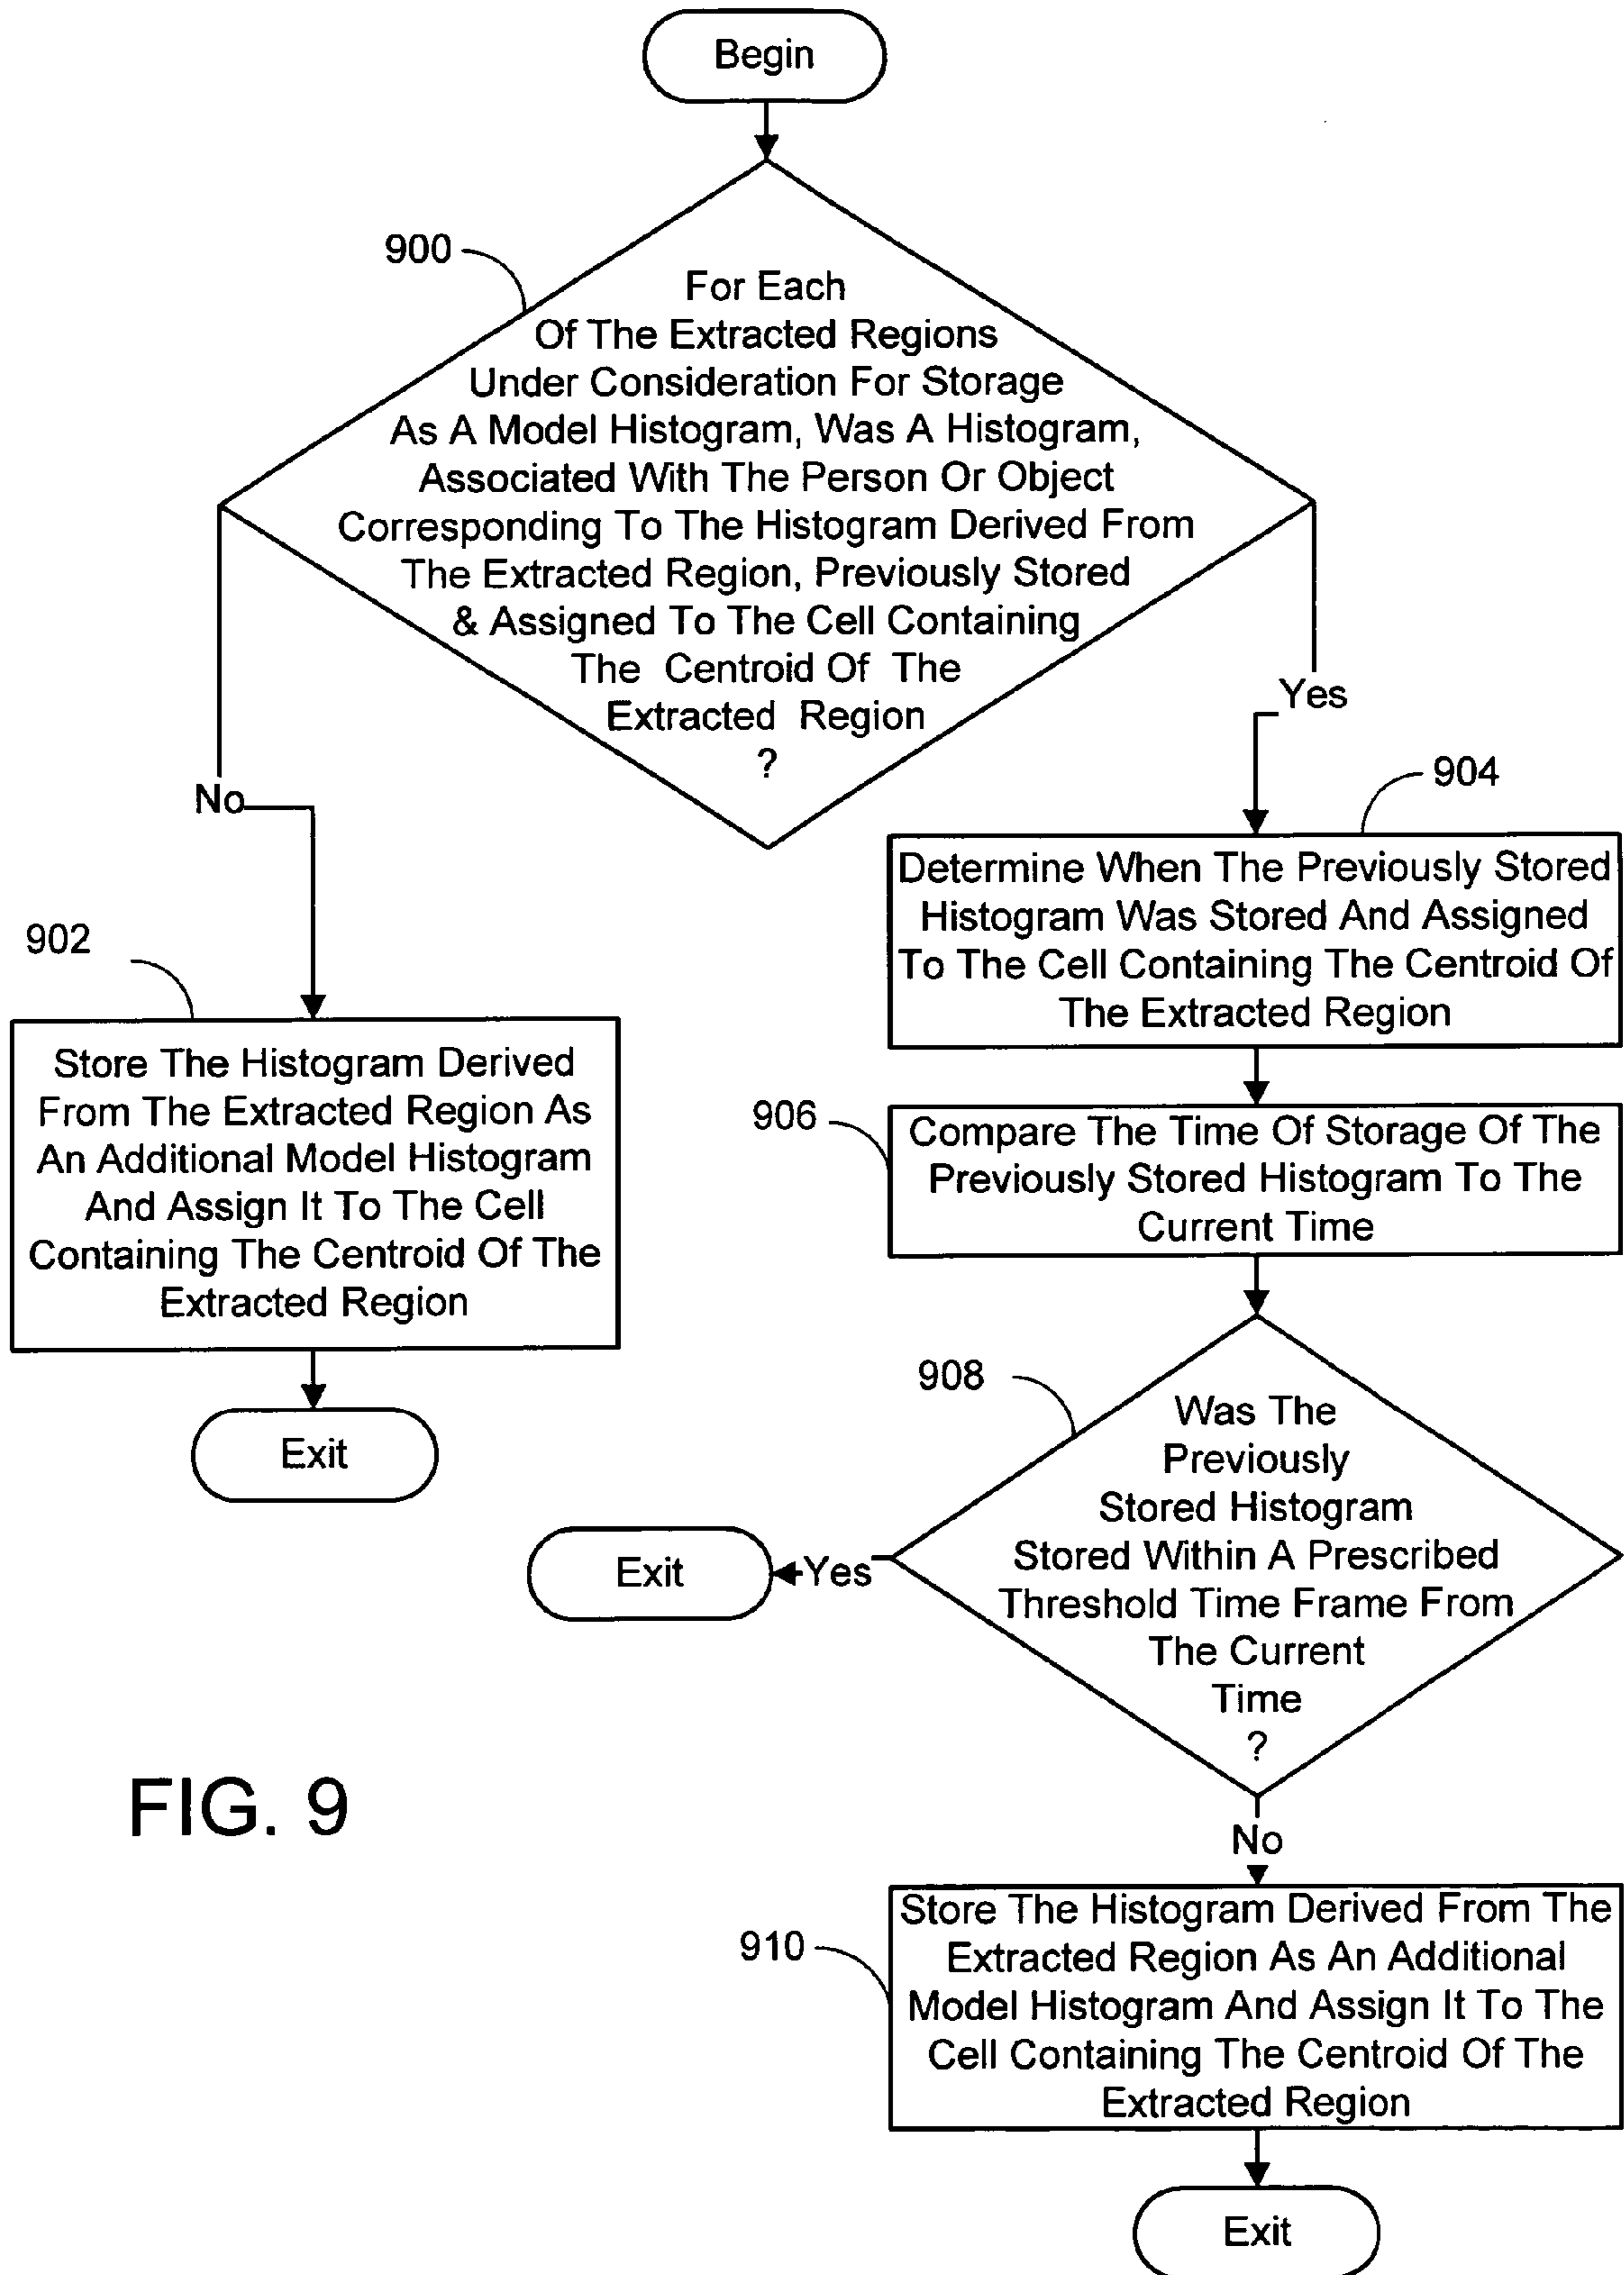 Begin
900
For Each
Of The Extracted Regions
Under Consideration For Storage
As A Model Histogram, Was A Histogram,
Associated With The Person Or Object
Corresponding To The Histogram Derived From
The Extracted Region, Previously Stored
& Assigned To The Cell Containing
The Centroid Of The
Extracted Region
?
No
Yes
902
Store The Histogram Derived
From The Extracted Region As
An Additional Model Histogram
And Assign It To The Cell
Containing The Centroid Of The
Extracted Region
Exit
904
Determine When The Previously Stored
Histogram Was Stored And Assigned
To The Cell Containing The Centroid Of
The Extracted Region
906
Compare The Time Of Storage Of The
Previously Stored Histogram To The
Current Time
908
Was The
Previously
Stored Histogram
Stored Within A Prescribed
Threshold Time Frame From
The Current
Time
?
Yes
Exit
No
910
Store The Histogram Derived From The
Extracted Region As An Additional
Model Histogram And Assign It To The
Cell Containing The Centroid Of The
Extracted Region
Exit
FIG. 9